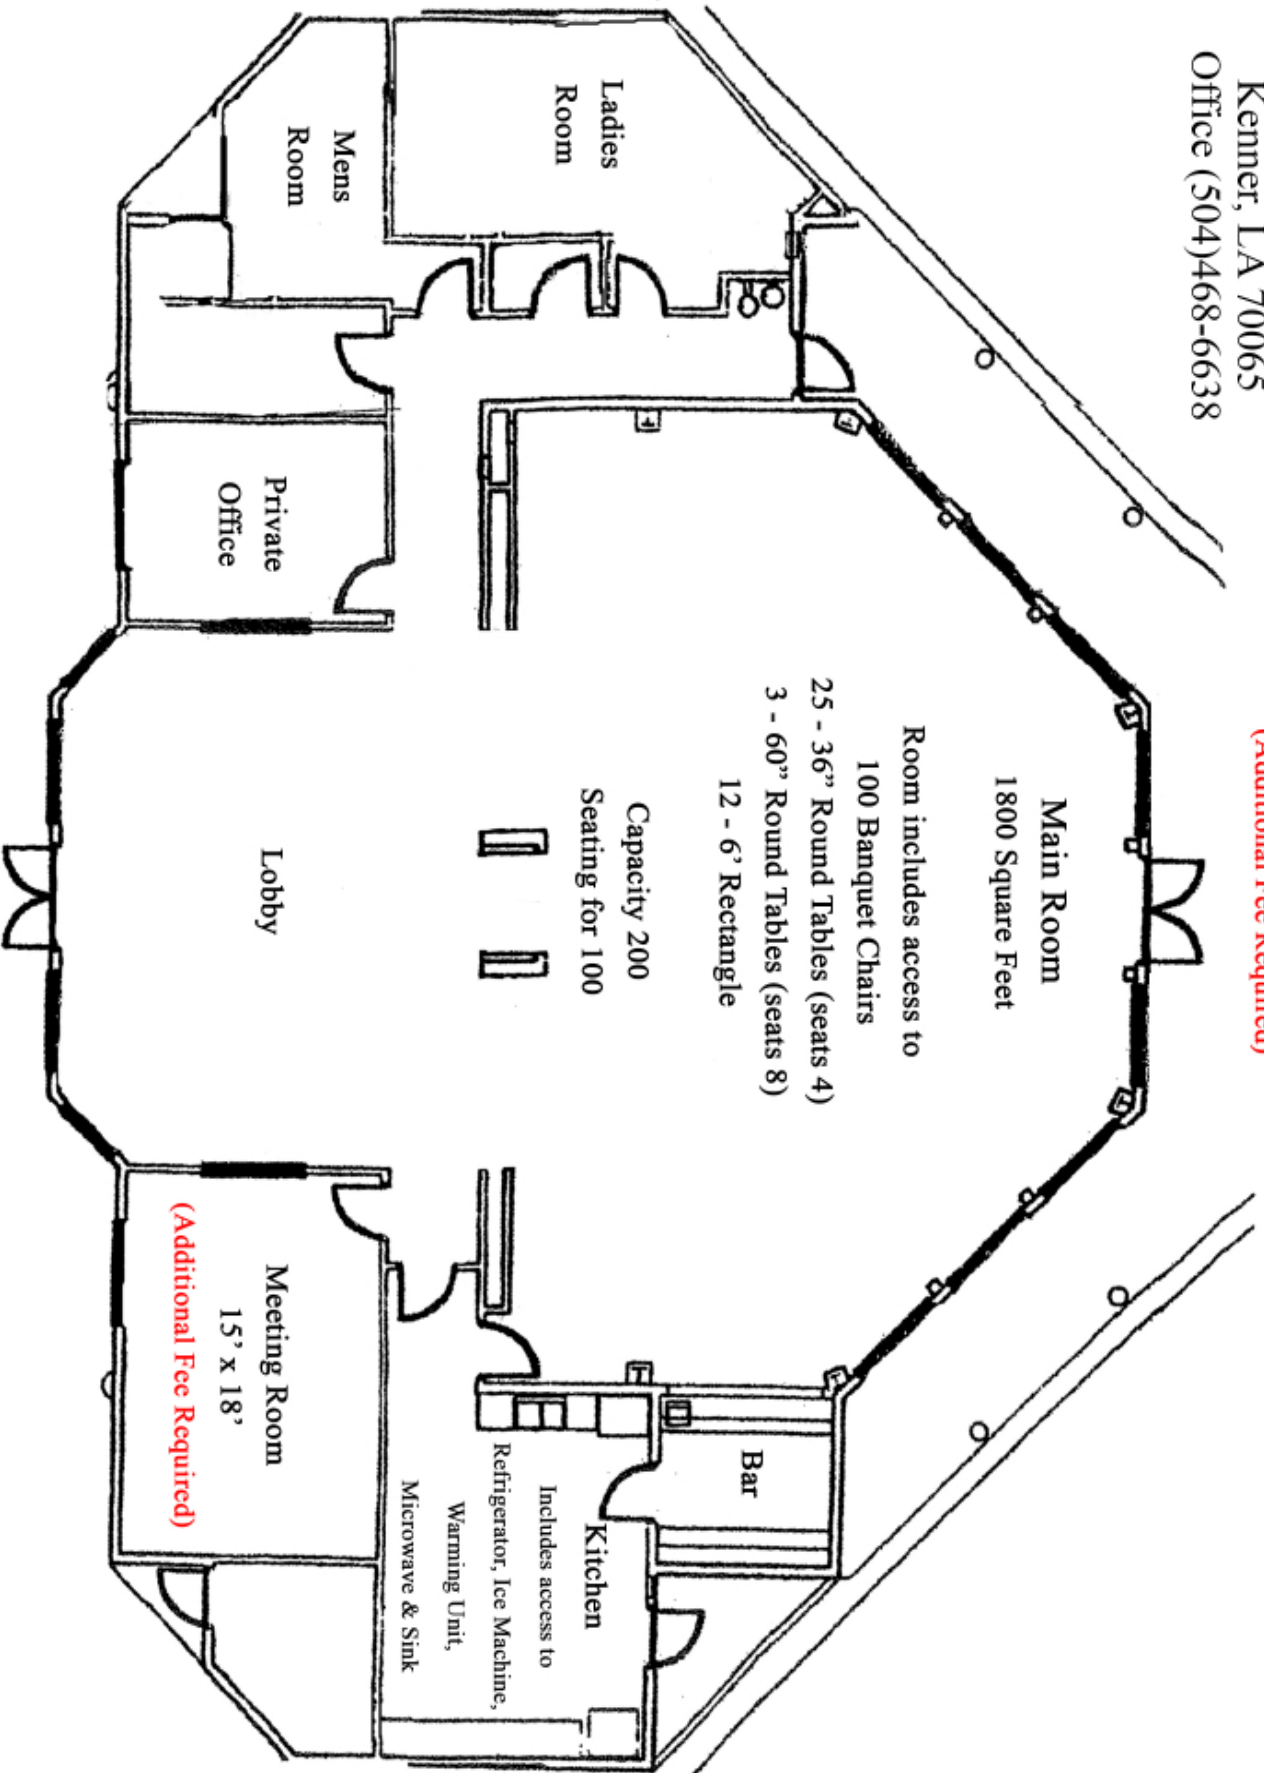 Kenner, LA 70065
Office (504)468-6638
(Additional Fee Required)
Main Room
1800 Square Feet
Room includes access to
100 Banquet Chairs
25 - 36” Round Tables (seats 4)
3 - 60” Round Tables (seats 8)
12 - 6’ Rectangle
Capacity 200
Seating for 100
Ladies
Room
Mens
Room
Private
Office
Lobby
Bar
Kitchen
Includes access to
Refrigerator, Ice Machine,
Warming Unit,
Microwave & Sink
Meeting Room
15’ x 18’
(Additional Fee Required)